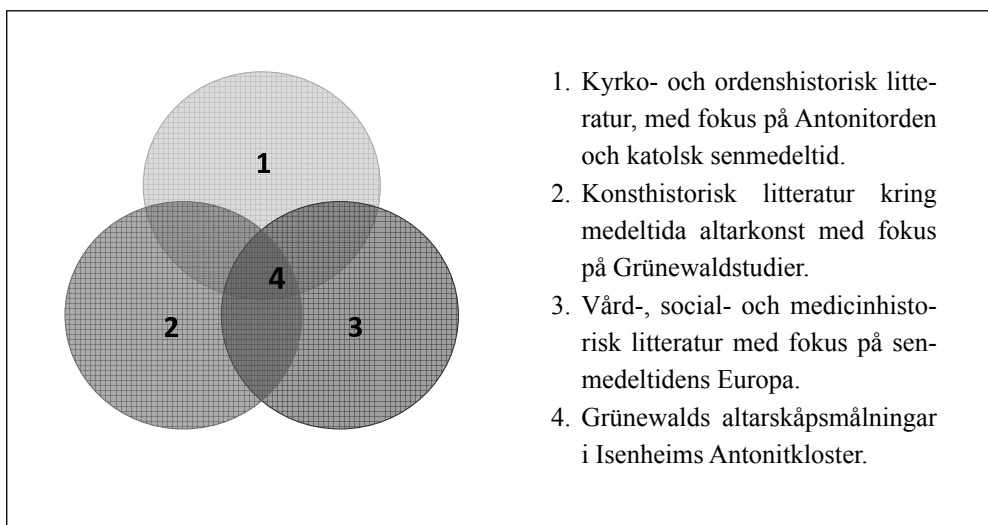 1
2
3
4
1. Kyrko- och ordenshistorisk litte-
ratur, med fokus på Antonitorden
och katolsk senmedeltid.
2. Konsthistorisk litteratur kring
medeltida altarkonst med fokus
på Grünewaldstudier.
3. Vård-, social- och medicinhisto-
risk litteratur med fokus på sen-
medeltidens Europa.
4. Grünewalds altarskåpsmålningar
i Isenheims Antonitkloster.